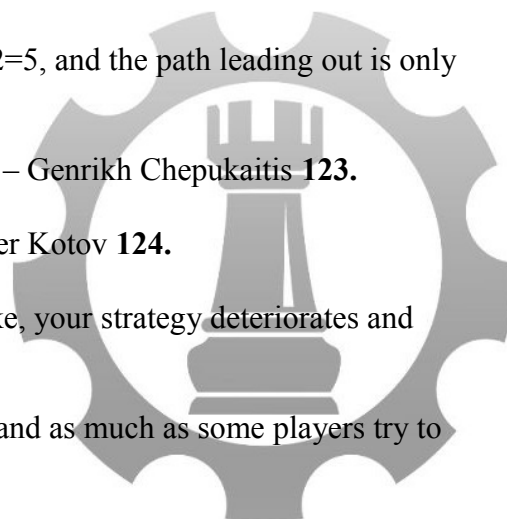 2=5, and the path leading out is only
– Genrikh Chepukaitis 123.
er Kotov 124.
ke, your strategy deteriorates and
and as much as some players try to